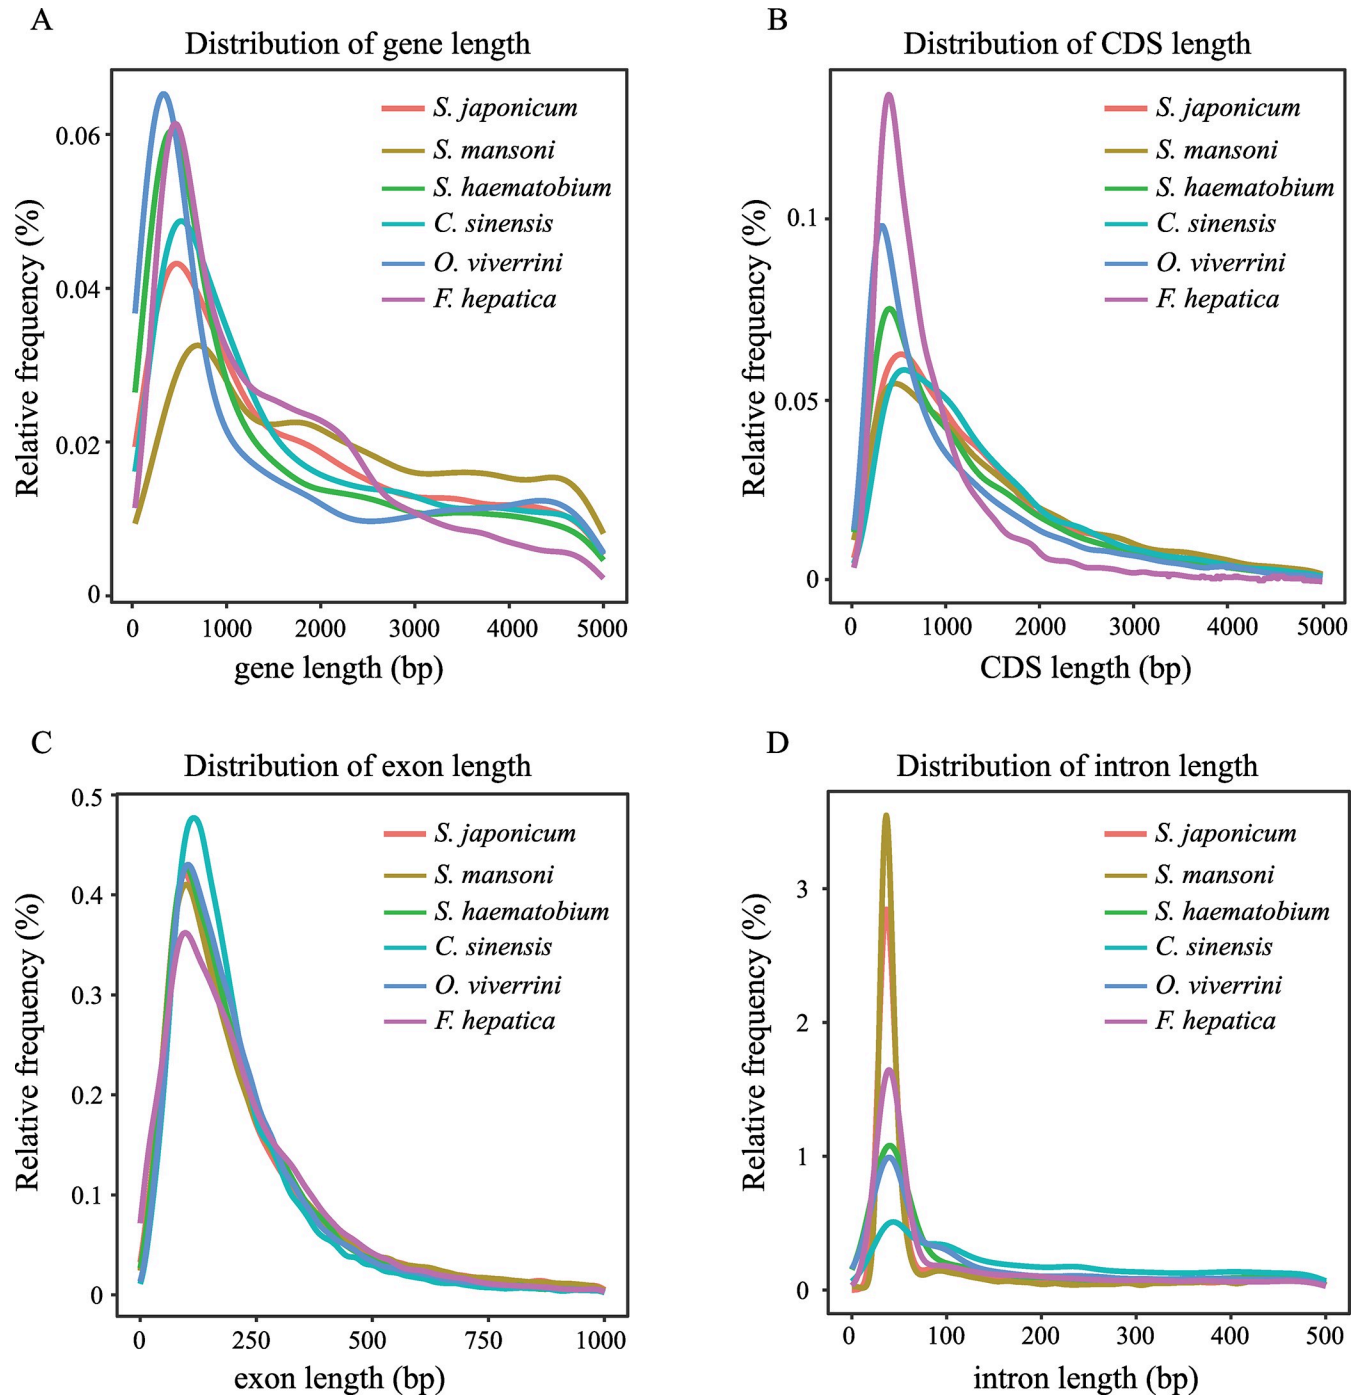 A
Distribution of gene length
Relative frequency (%)
0.06
0.04
0.02
0
S. japonicum
S. mansoni
S. haematobium
C. sinensis
O. viverrini
F. hepatica
0 1000 2000 3000 4000 5000
gene length (bp)
B
Distribution of CDS length
Relative frequency (%)
0.1
0.05
0
S. japonicum
S. mansoni
S. haematobium
C. sinensis
O. viverrini
F. hepatica
0 1000 2000 3000 4000 5000
CDS length (bp)
C
Distribution of exon length
Relative frequency (%)
0.5
0.4
0.3
0.2
0.1
0
S. japonicum
S. mansoni
S. haematobium
C. sinensis
O. viverrini
F. hepatica
0 250 500 750 1000
exon length (bp)
D
Distribution of intron length
Relative frequency (%)
3
2
1
0
S. japonicum
S. mansoni
S. haematobium
C. sinensis
O. viverrini
F. hepatica
0 100 200 300 400 500
intron length (bp)